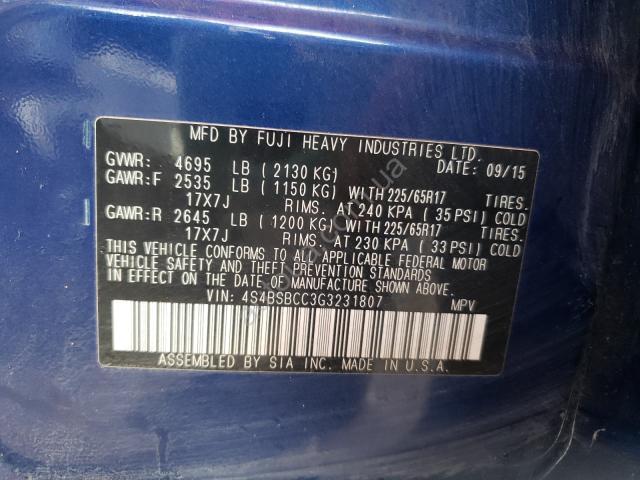 MFD BY FUJI HEAVY INDUSTRIES LTD.
GVWR: 4695 LB (2130 KG) DATE: 09/15
GAWR:F 2535 LB (1150 KG) WITH 225/65R17 TIRES.
17X7J RIMS. AT 240 KPA (35 PSI) COLD
GAWR:R 2645 LB (1200 KG) WITH 225/65R17 TIRES.
17X7J RIMS. AT 230 KPA (33 PSI) COLD
THIS VEHICLE CONFORMS TO ALL APPLICABLE FEDERAL MOTOR
VEHICLE SAFETY AND THEFT PREVENTION STANDARDS
IN EFFECT ON THE DATE OF MANUFACTURE SHOWN ABOVE.
VIN: 4S4BSBCC3G3231807 MPV
ASSEMBLED BY SIA INC. MADE IN U.S.A.